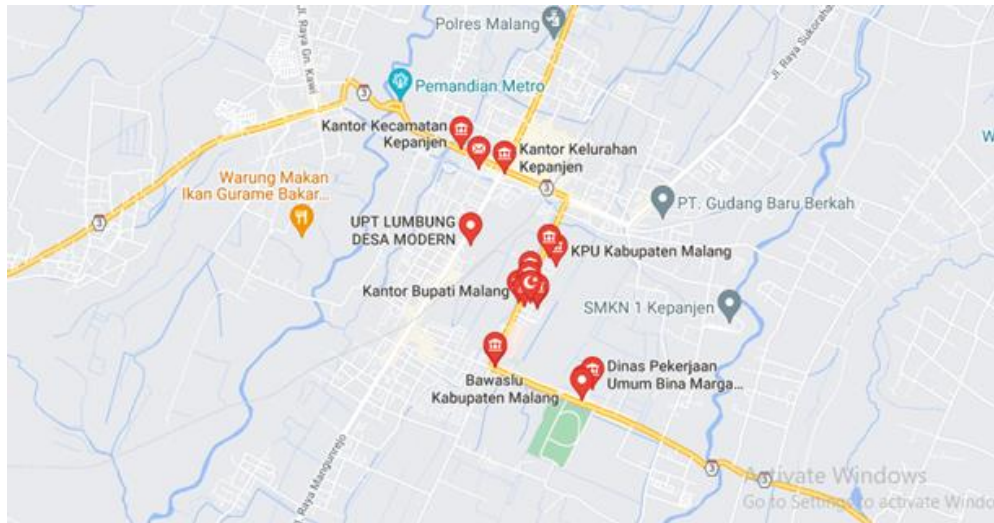 Polres Malang
Jl. Raya Gn. Kawi
Jl. Raya Sukoraha
3
Pemandian Metro
Kantor Kecamatan
Kepanjen
Kantor Kelurahan
Kepanjen
W
3
Warung Makan
Ikan Gurame Bakar...
3
PT. Gudang Baru Berkah
UPT LUMBUNG
DESA MODERN
KPU Kabupaten Malang
Kantor Bupati Malang
SMKN 1 Kepanjen
Bawaslu
Kabupaten Malang
Dinas Pekerjaan
Umum Bina Marga...
Raya Mangunrejo
3
3
Activate Windows
Go to Settings to activate Windo